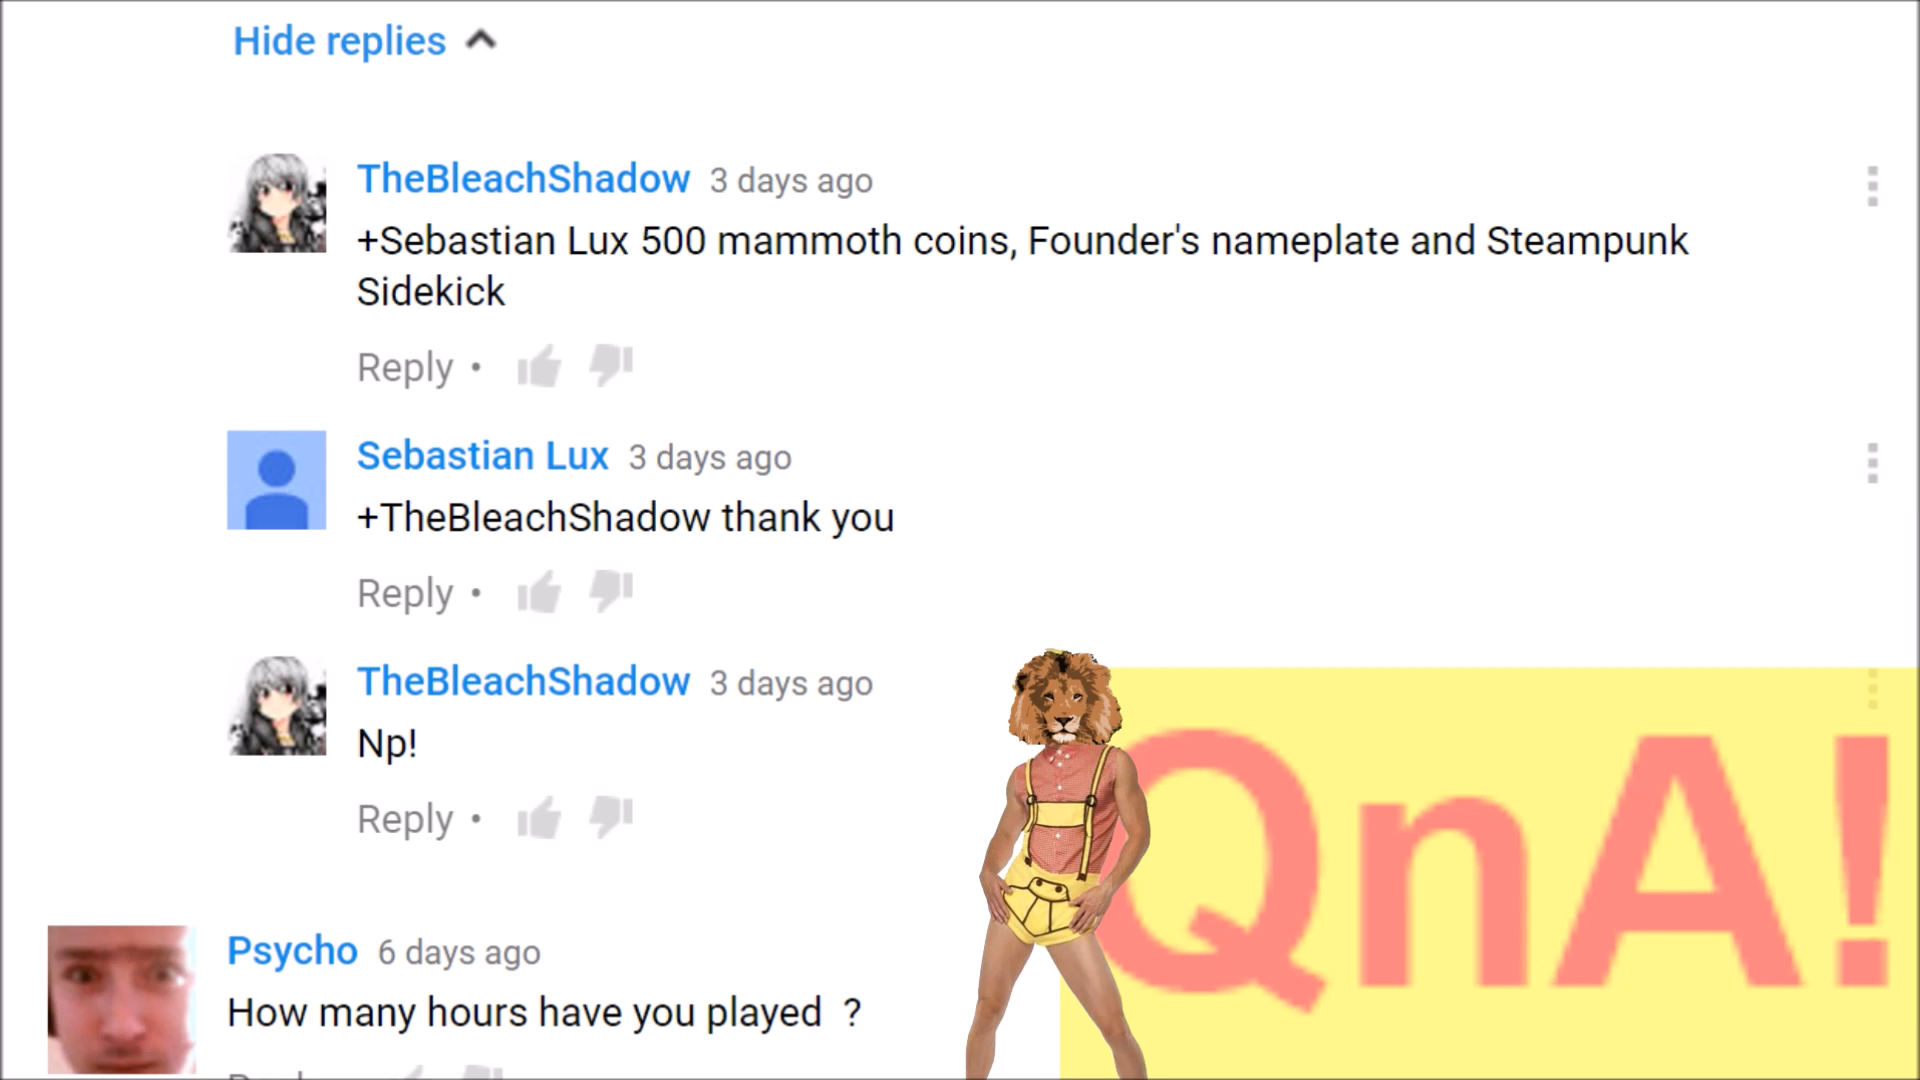 Hide replies
TheBleachShadow 3 days ago
+Sebastian Lux 500 mammoth coins, Founder's nameplate and Steampunk
Sidekick
Reply •
Sebastian Lux 3 days ago
+TheBleachShadow thank you
Reply •
TheBleachShadow 3 days ago
Np!
Reply •
QnA!
Psycho 6 days ago
How many hours have you played  ?